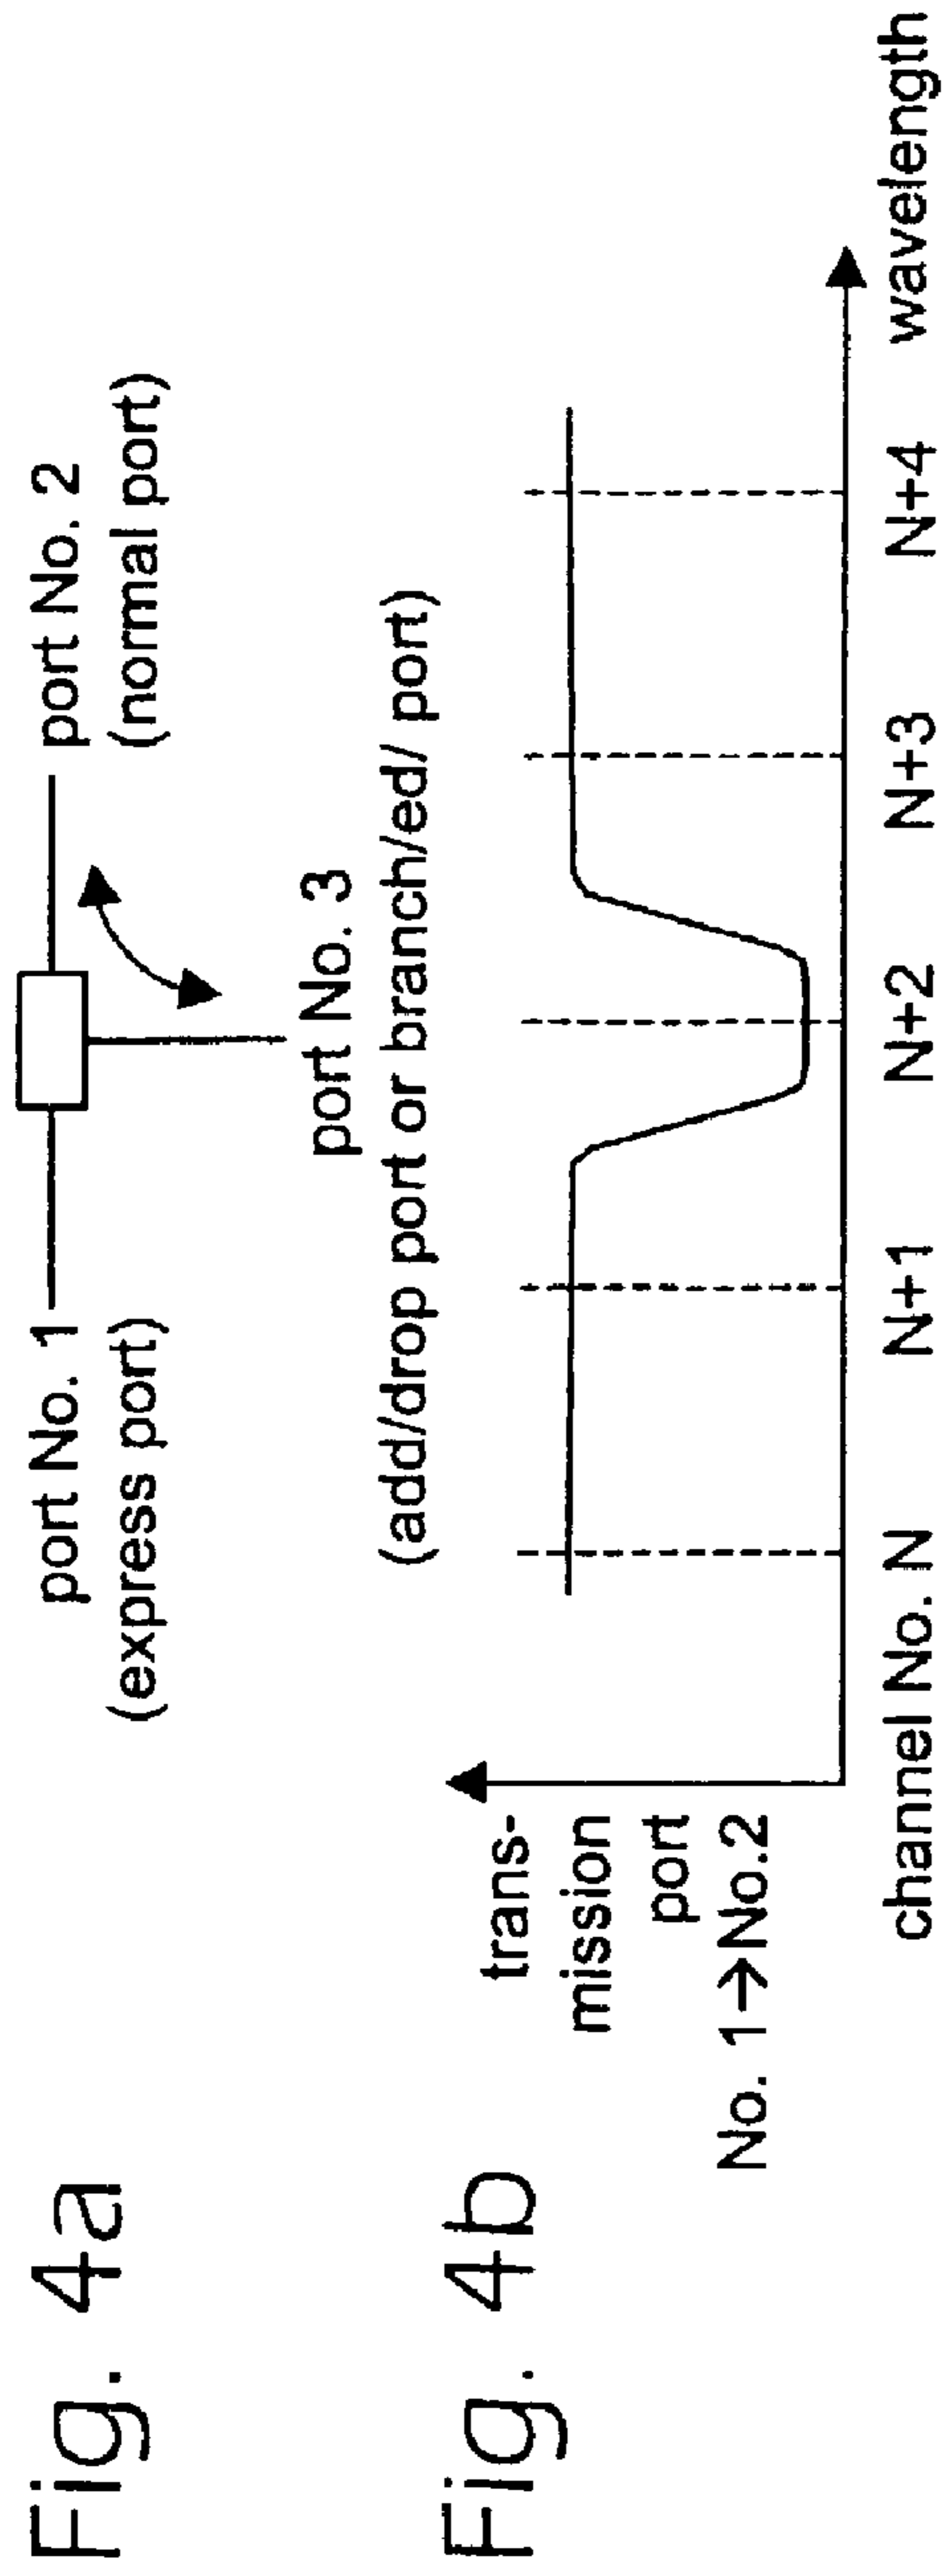 Fig. 4a
port No. 1
(express port)
port No. 2
(normal port)
port No. 3
(add/drop port or branch/ed/ port)
Fig. 4b
trans-
mission
port
No. 1→No.2
channel No. N
N+1
N+2
N+3
N+4
wavelength